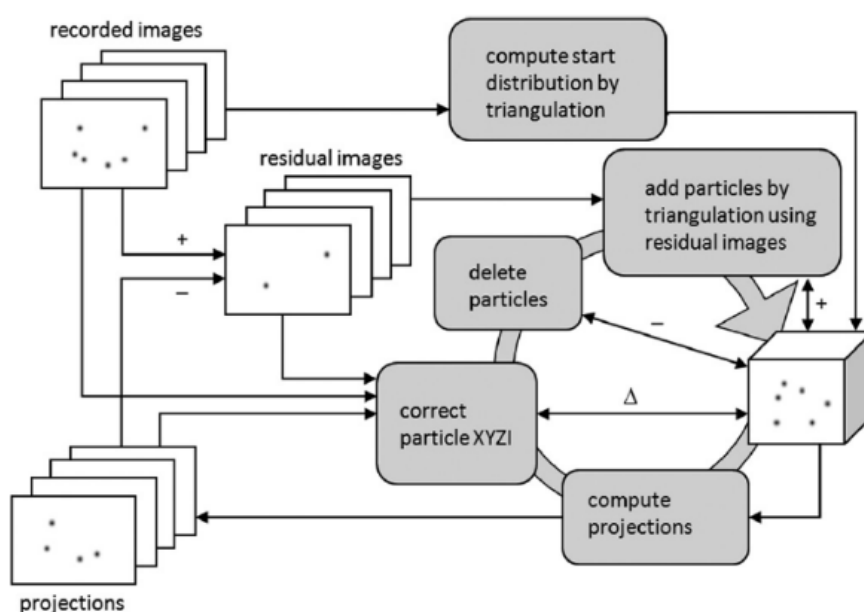 recorded images
compute start
distribution by
triangulation
residual images
add particles by
triangulation using
residual images
+
−
delete
particles
−
+
correct
particle XYZI
Δ
compute
projections
projections